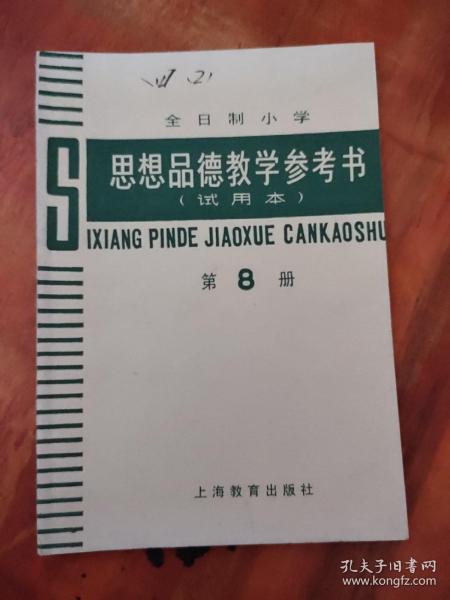 四 (2)
全日制小学
思想品德教学参考书
(试用本)
SIXIANG PINDE JIAOXUE CANKAOSHU
第8册
上海教育出版社
孔夫子旧书网
www.kongfz.com